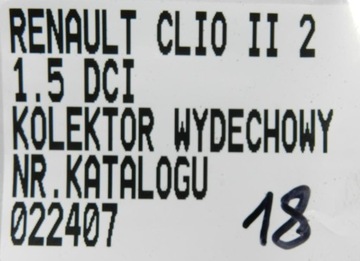 RENAULT CLIO II 2
1.5 DCI
KOLEKTOR WYDECHOWY
NR.KATALOGU
022407 18